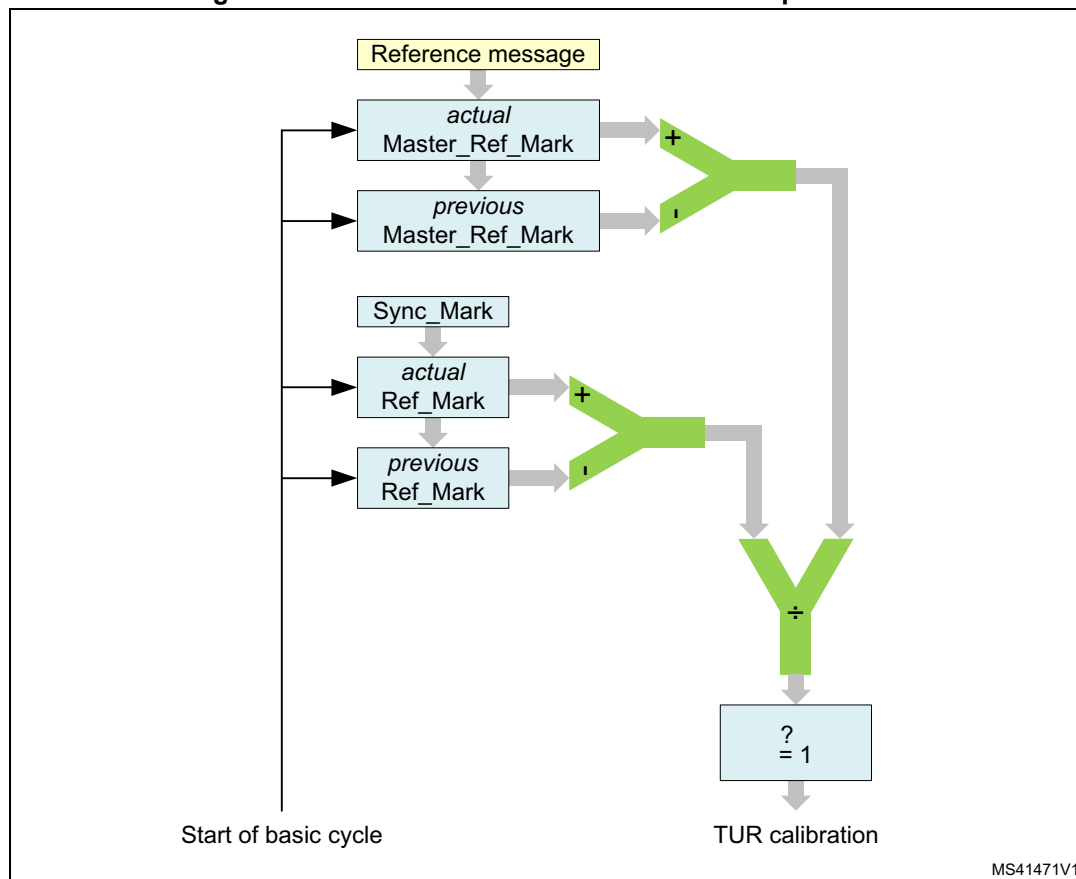 Reference message
actual
Master_Ref_Mark
+
previous
Master_Ref_Mark
-
Sync_Mark
actual
Ref_Mark
+
previous
Ref_Mark
-
÷
?
= 1
Start of basic cycle
TUR calibration
MS41471V1